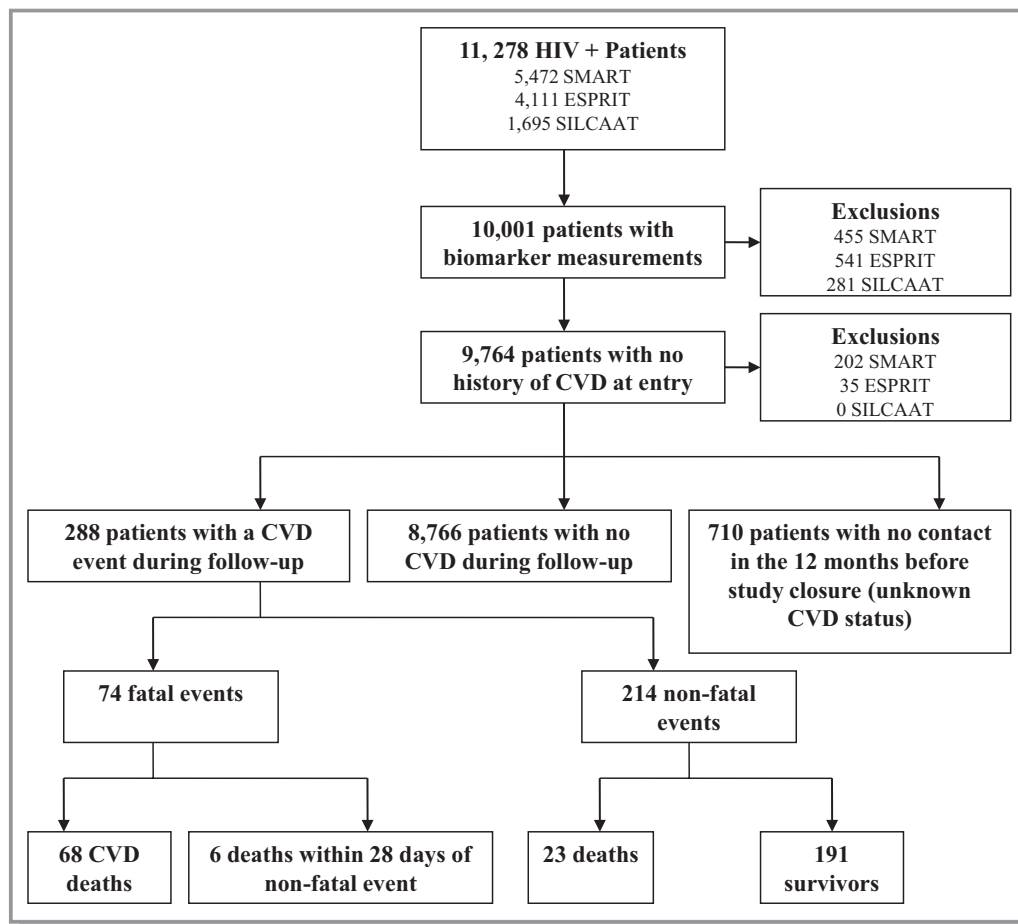 11, 278 HIV + Patients
5,472 SMART
4,111 ESPRIT
1,695 SILCAAT
10,001 patients with
biomarker measurements
Exclusions
455 SMART
541 ESPRIT
281 SILCAAT
9,764 patients with no
history of CVD at entry
Exclusions
202 SMART
35 ESPRIT
0 SILCAAT
288 patients with a CVD
event during follow-up
8,766 patients with no
CVD during follow-up
710 patients with no contact
in the 12 months before
study closure (unknown
CVD status)
74 fatal events
214 non-fatal
events
68 CVD
deaths
6 deaths within 28 days of
non-fatal event
23 deaths
191
survivors